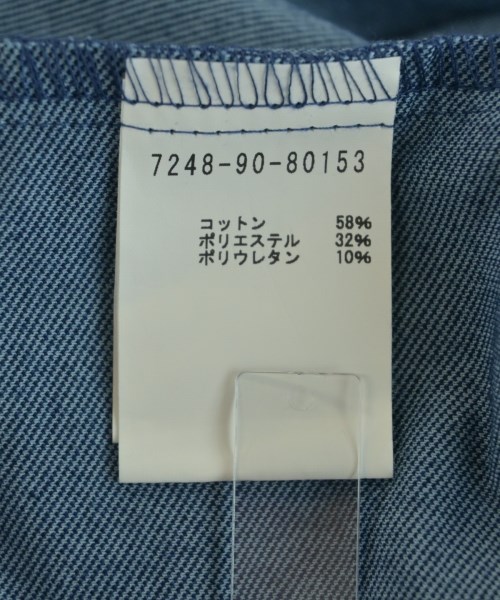 7248-90-80153
コットン 58%
ポリエステル 32%
ポリウレタン 10%